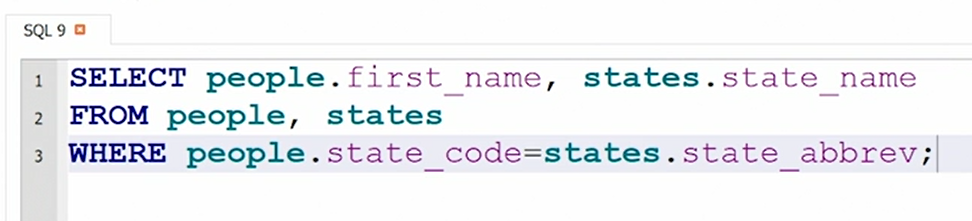 SQL 9
1 SELECT people.first_name, states.state_name
2 FROM people, states
3 WHERE people.state_code=states.state_abbrev;